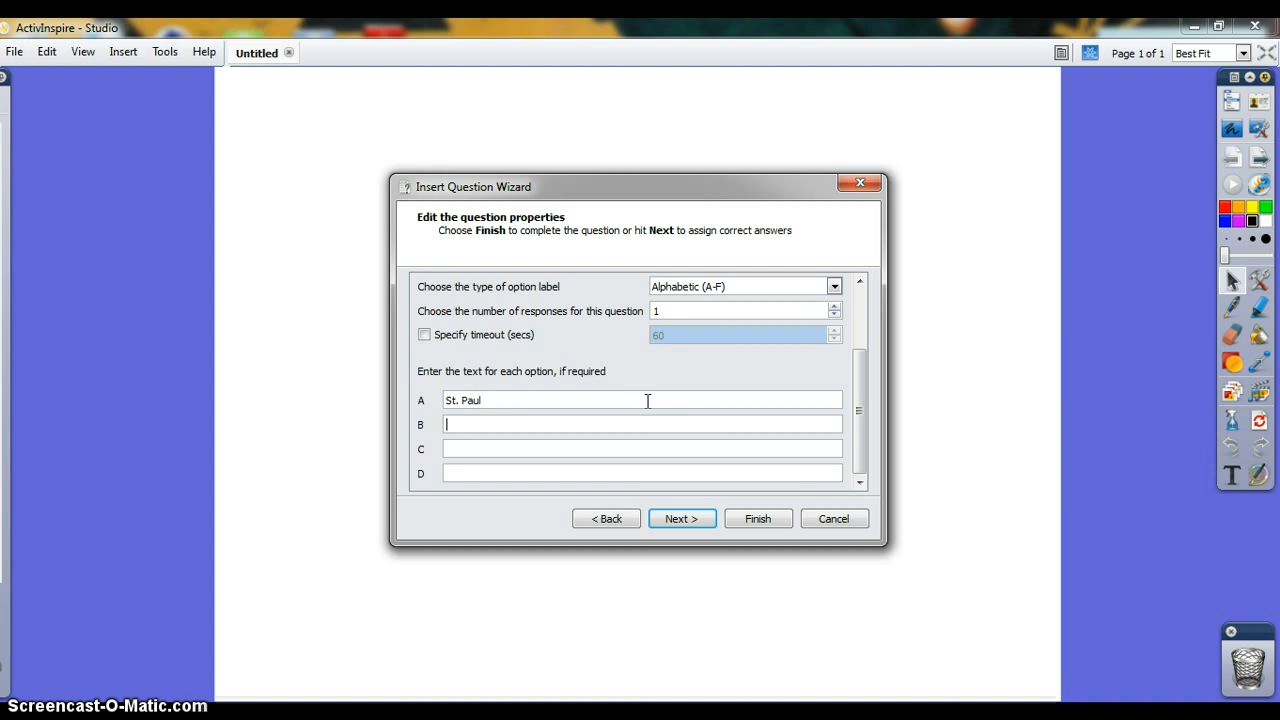 ActivInspire - Studio
File Edit View Insert Tools Help Untitled Page 1 of 1 Best Fit
Insert Question Wizard
Edit the question properties
Choose Finish to complete the question or hit Next to assign correct answers
Choose the type of option label Alphabetic (A-F)
Choose the number of responses for this question 1
Specify timeout (secs) 60
Enter the text for each option, if required
A St. Paul
B
C
D
< Back Next > Finish Cancel
T
Screencast-O-Matic.com